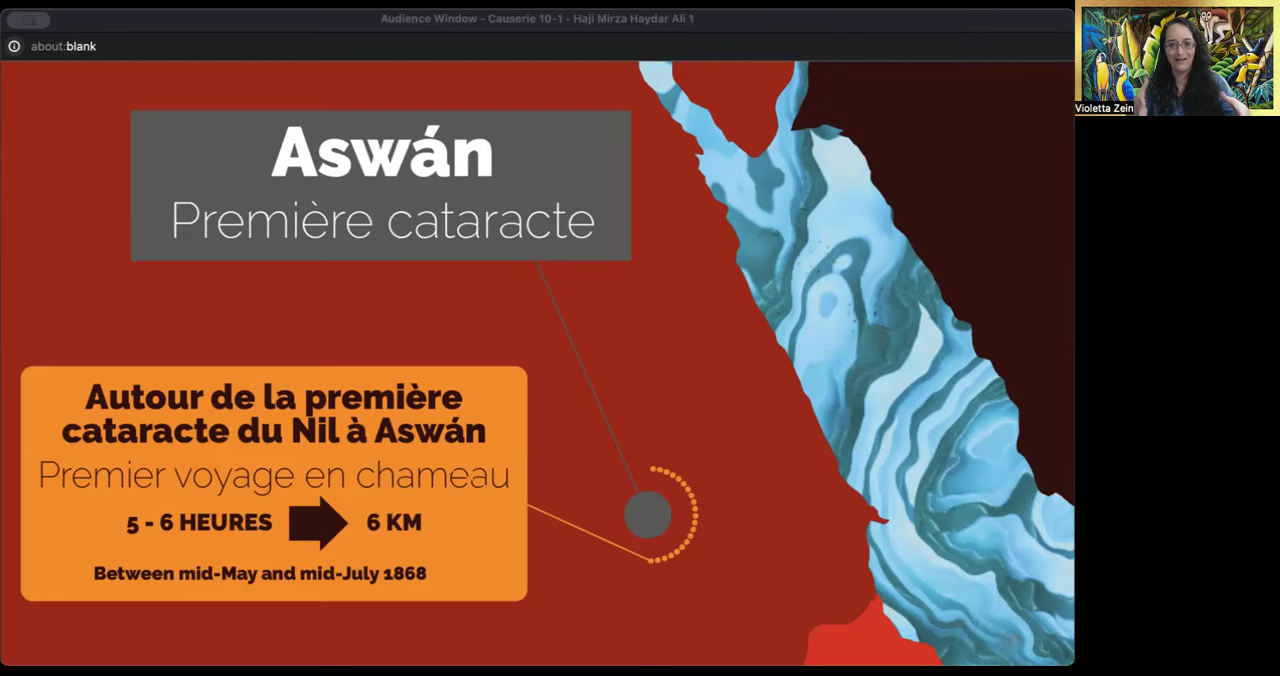 Audience Window - Causerie 10-1 - Haji Mirza Haydar Ali 1
about:blank
Violetta Zein
Aswán
Première cataracte
Autour de la première
cataracte du Nil à Aswán
Premier voyage en chameau
5 - 6 HEURES 6 KM
Between mid-May and mid-July 1868